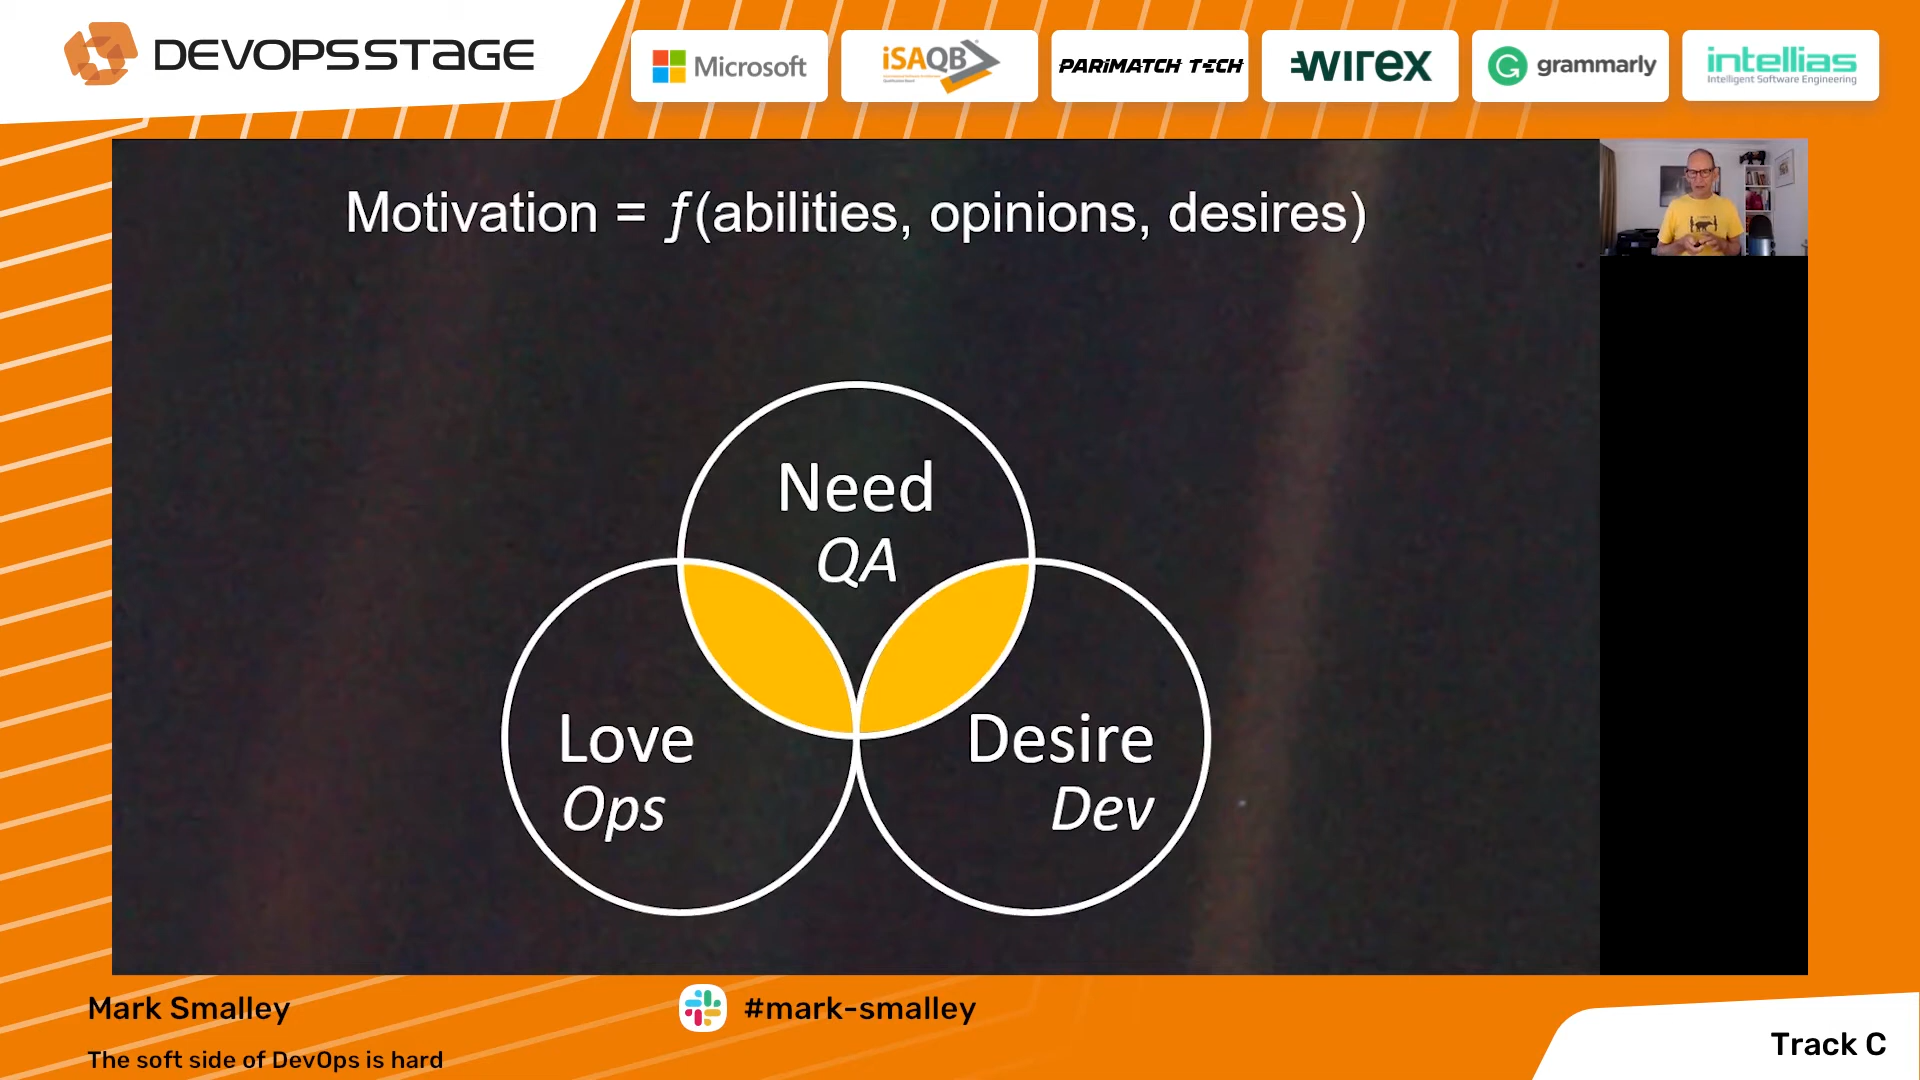 DEVOPSSTAGE
Microsoft
iSAQB
PARIMATCH TECH
WIREX
grammarly
intellias
Intelligent Software Engineering
Motivation = ƒ(abilities, opinions, desires)
Need
QA
Love
Ops
Desire
Dev
Mark Smalley
#mark-smalley
The soft side of DevOps is hard
Track C